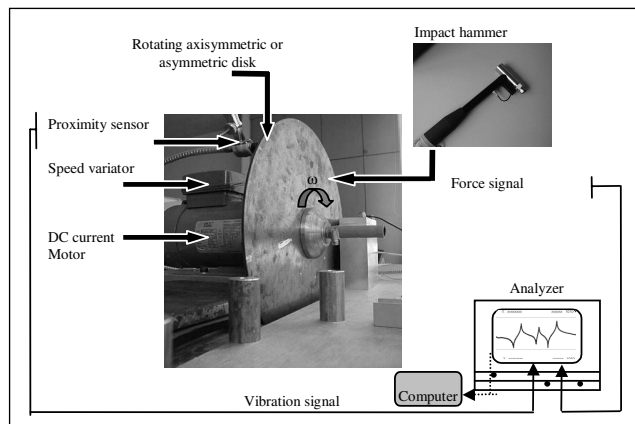 Rotating axisymmetric or
asymmetric disk
Impact hammer
Proximity sensor
Speed variator
ω
Force signal
DC current
Motor
Analyzer
Computer
Vibration signal